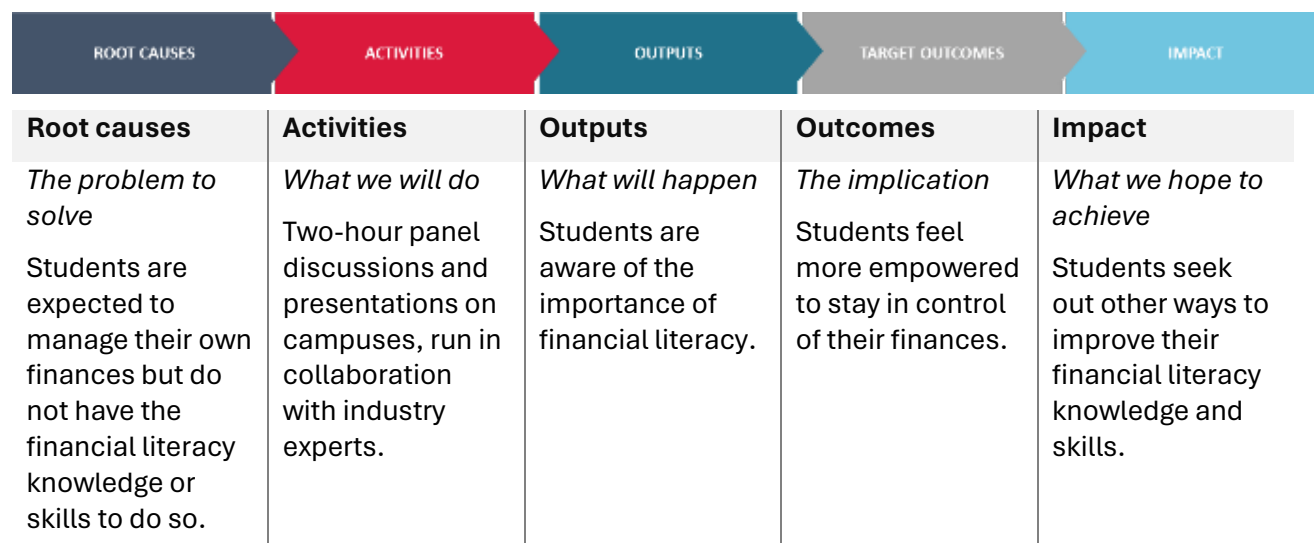 ROOT CAUSES
ACTIVITIES
OUTPUTS
TARGET OUTCOMES
IMPACT
Root causes
The problem to
solve
Students are
expected to
manage their own
finances but do
not have the
financial literacy
knowledge or
skills to do so.
Activities
What we will do
Two-hour panel
discussions and
presentations on
campuses, run in
collaboration
with industry
experts.
Outputs
What will happen
Students are
aware of the
importance of
financial literacy.
Outcomes
The implication
Students feel
more empowered
to stay in control
of their finances.
Impact
What we hope to
achieve
Students seek
out other ways to
improve their
financial literacy
knowledge and
skills.